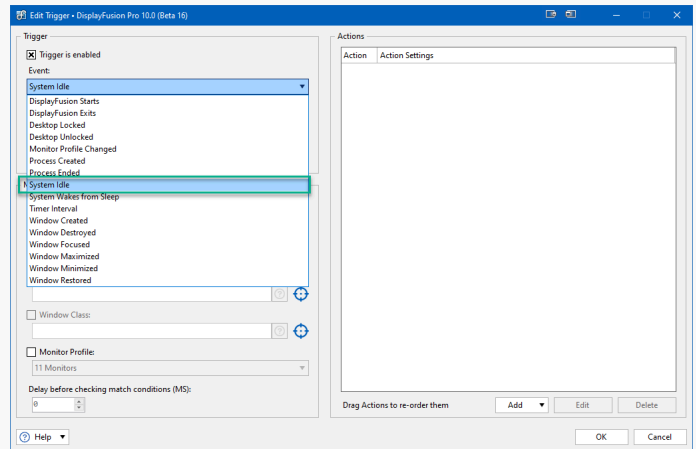 Edit Trigger • DisplayFusion Pro 10.0 (Beta 16)
Trigger
Trigger is enabled
Event:
System Idle
DisplayFusion Starts
DisplayFusion Exits
Desktop Locked
Desktop Unlocked
Monitor Profile Changed
Process Created
Process Ended
System Idle
System Wakes from Sleep
Timer Interval
Window Created
Window Destroyed
Window Focused
Window Maximized
Window Minimized
Window Restored
Window Class:
Monitor Profile:
11 Monitors
Delay before checking match conditions (MS):
0
Help
Actions
Action Action Settings
Drag Actions to re-order them Add Edit Delete
OK Cancel